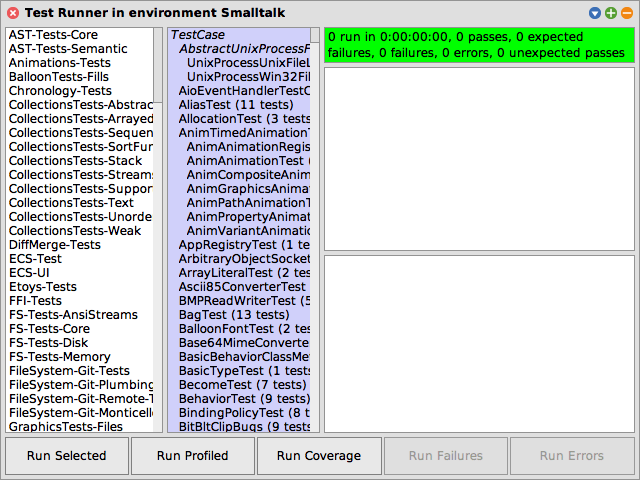 Test Runner in environment Smalltalk
AST-Tests-Core
AST-Tests-Semantic
Animations-Tests
BalloonTests-Fills
Chronology-Tests
CollectionsTests-Abstrac
CollectionsTests-Arrayed
CollectionsTests-Sequen
CollectionsTests-SortFun
CollectionsTests-Stack
CollectionsTests-Streams
CollectionsTests-Suppor
CollectionsTests-Text
CollectionsTests-Unorde
CollectionsTests-Weak
DiffMerge-Tests
ECS-Test
ECS-UI
Etoys-Tests
FFI-Tests
FS-Tests-AnsiStreams
FS-Tests-Core
FS-Tests-Disk
FS-Tests-Memory
FileSystem-Git-Tests
FileSystem-Git-Plumbing
FileSystem-Git-Remote-T
FileSystem-Git-Monticell
GraphicsTests-Files
TestCase
AbstractUnixProcessF
UnixProcessUnixFileL
UnixProcessWin32Fil
AioEventHandlerTestC
AliasTest (11 tests)
AllocationTest (3 tests
AnimTimedAnimationT
AnimAnimationRegis
AnimAnimationTest (
AnimCompositeAnim
AnimGraphicsAnimat
AnimPathAnimationT
AnimPropertyAnimat
AnimVariantAnimatio
AppRegistryTest (1 te
ArbitraryObjectSocket
ArrayLiteralTest (2 tes
Ascii85ConverterTest
BMPReadWriterTest (5
BagTest (13 tests)
BalloonFontTest (2 tes
Base64MimeConverte
BasicBehaviorClassMet
BasicTypeTest (1 tests
BecomeTest (7 tests)
BehaviorTest (9 tests)
BindingPolicyTest (8 t
BitBltClipBugs (9 tests
0 run in 0:00:00:00, 0 passes, 0 expected
failures, 0 failures, 0 errors, 0 unexpected passes
Run Selected
Run Profiled
Run Coverage
Run Failures
Run Errors